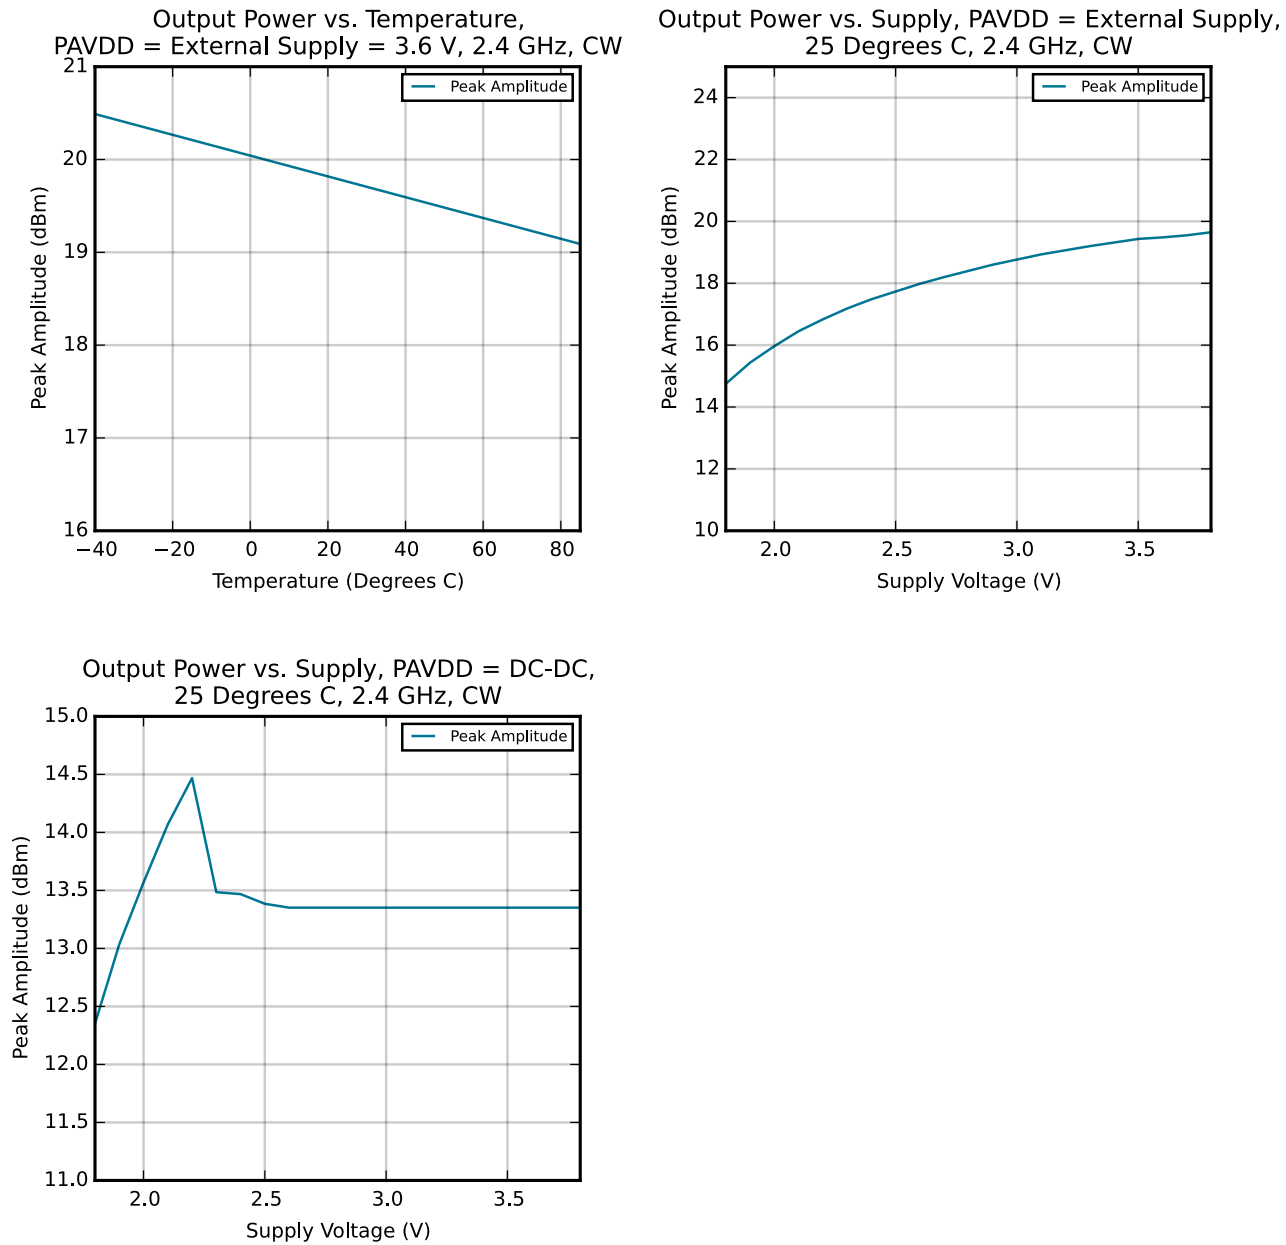 Output Power vs. Temperature,
PAVDD = External Supply = 3.6 V, 2.4 GHz, CW
Peak Amplitude
21
20
19
18
17
16
Peak Amplitude (dBm)
−40
−20
0
20
40
60
80
Temperature (Degrees C)
Output Power vs. Supply, PAVDD = External Supply,
25 Degrees C, 2.4 GHz, CW
Peak Amplitude
24
22
20
18
16
14
12
10
Peak Amplitude (dBm)
2.0
2.5
3.0
3.5
Supply Voltage (V)
Output Power vs. Supply, PAVDD = DC-DC,
25 Degrees C, 2.4 GHz, CW
Peak Amplitude
15.0
14.5
14.0
13.5
13.0
12.5
12.0
11.5
11.0
Peak Amplitude (dBm)
2.0
2.5
3.0
3.5
Supply Voltage (V)